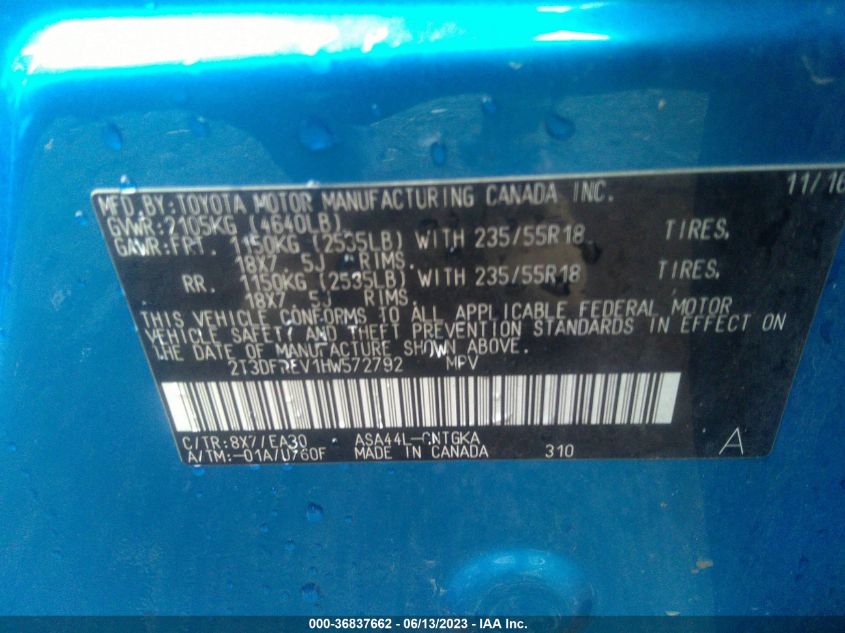 MFD. BY: TOYOTA MOTOR MANUFACTURING CANADA INC. 11/16
GVWR: 2105KG (4640LB)
GAWR: FRT. 1150KG (2535LB) WITH 235/55R18 TIRES,
18X7.5J RIMS.
RR. 1150KG (2535LB) WITH 235/55R18 TIRES,
18X7.5J RIMS.
THIS VEHICLE CONFORMS TO ALL APPLICABLE FEDERAL MOTOR
VEHICLE SAFETY AND THEFT PREVENTION STANDARDS IN EFFECT ON
THE DATE OF MANUFACTURE SHOWN ABOVE.
2T3DFREV1HW572792 MPV
C/TR: 8X7/EA30 ASA44L-GNTGKA
A/TM: -01A/U760F MADE IN CANADA 310 A
000-36837662 - 06/13/2023 - IAA Inc.